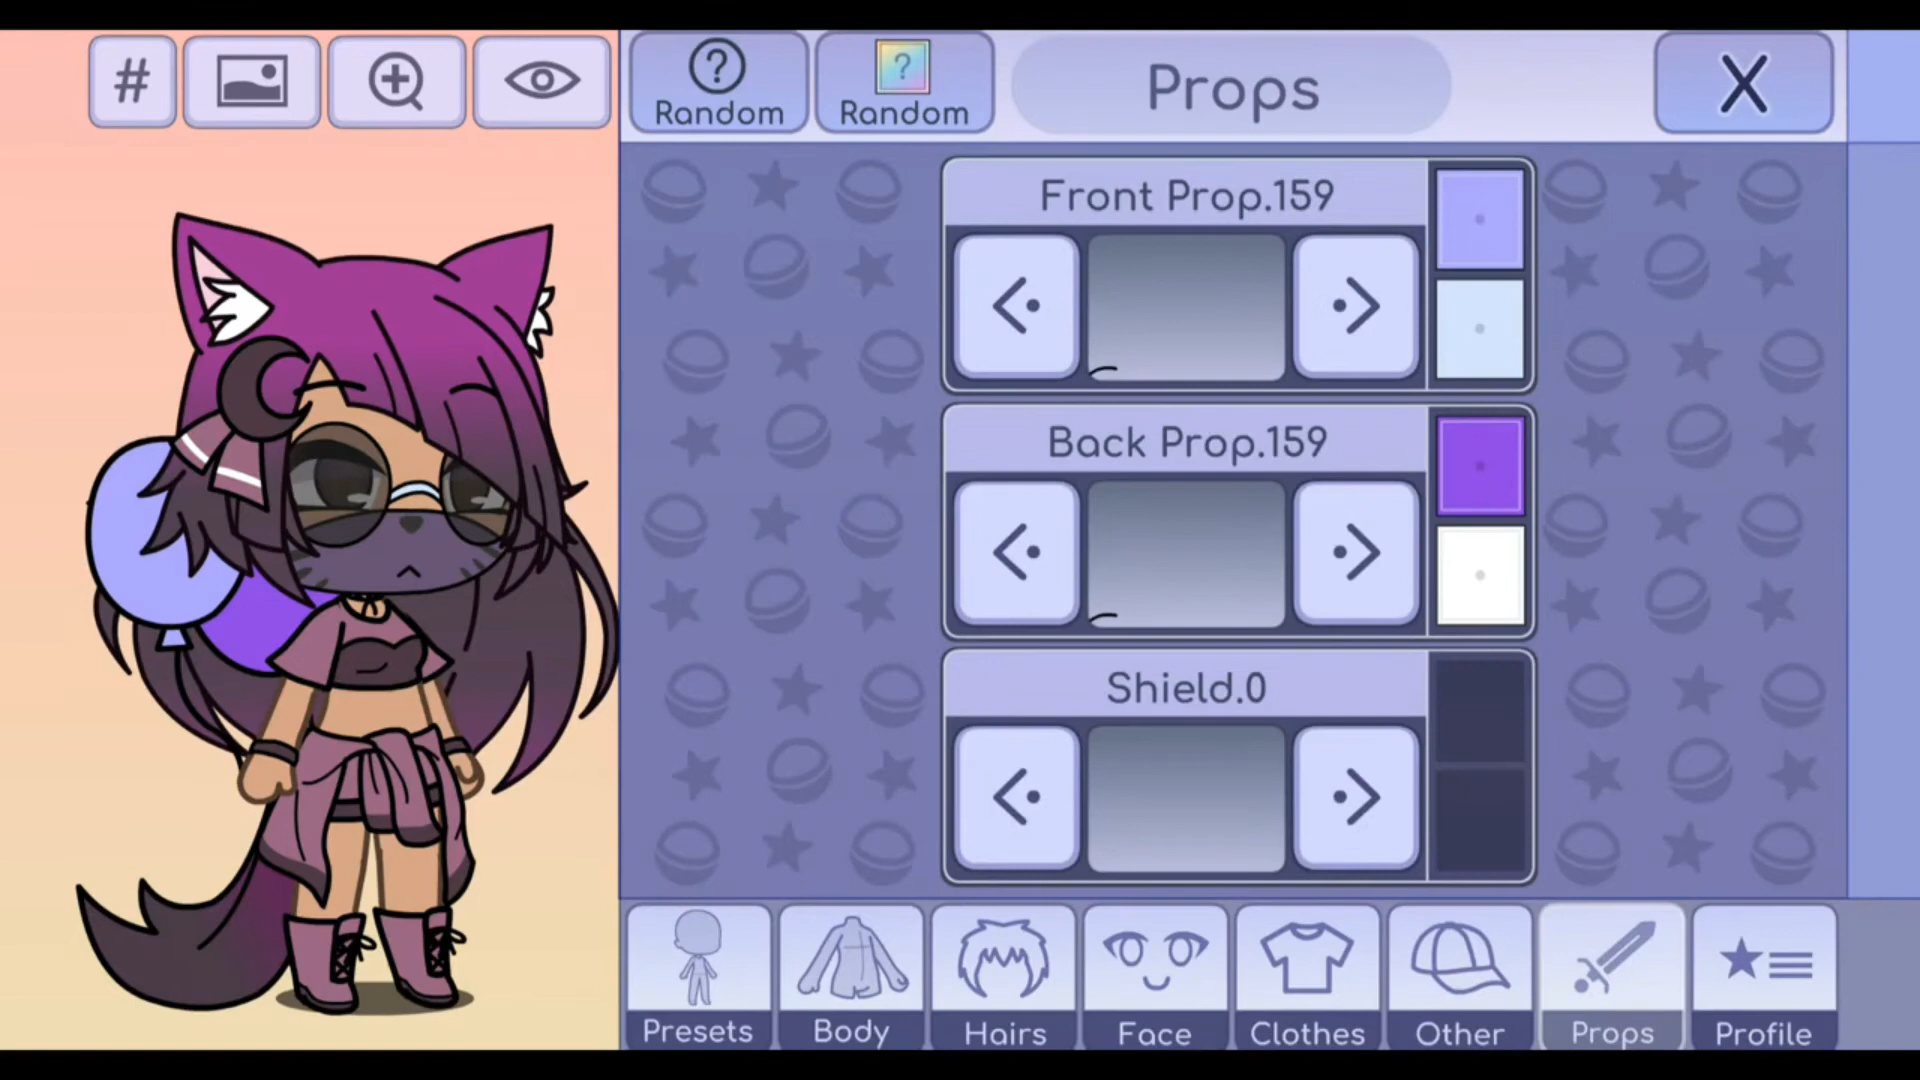 #
?
Random
?
Random
Props
X
Front Prop.159
Back Prop.159
Shield.0
Presets
Body
Hairs
Face
Clothes
Other
Props
Profile